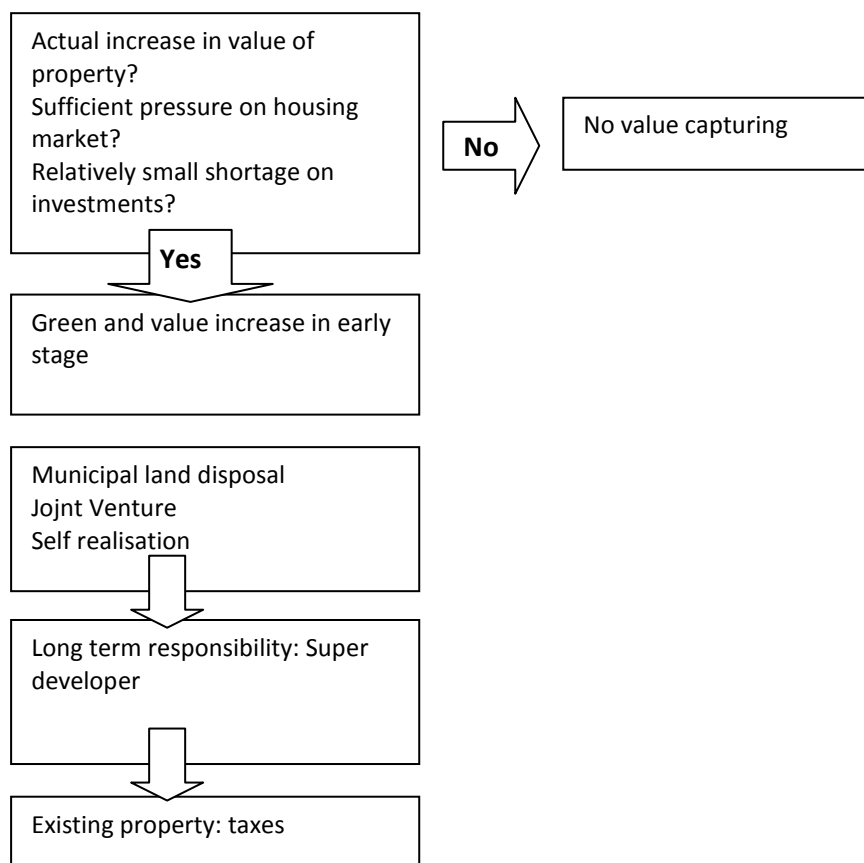 Actual increase in value of
property?
Sufficient pressure on housing
market?
Relatively small shortage on
investments?
No
No value capturing
Yes
Green and value increase in early
stage
Municipal land disposal
Jojnt Venture
Self realisation
Long term responsibility: Super
developer
Existing property: taxes